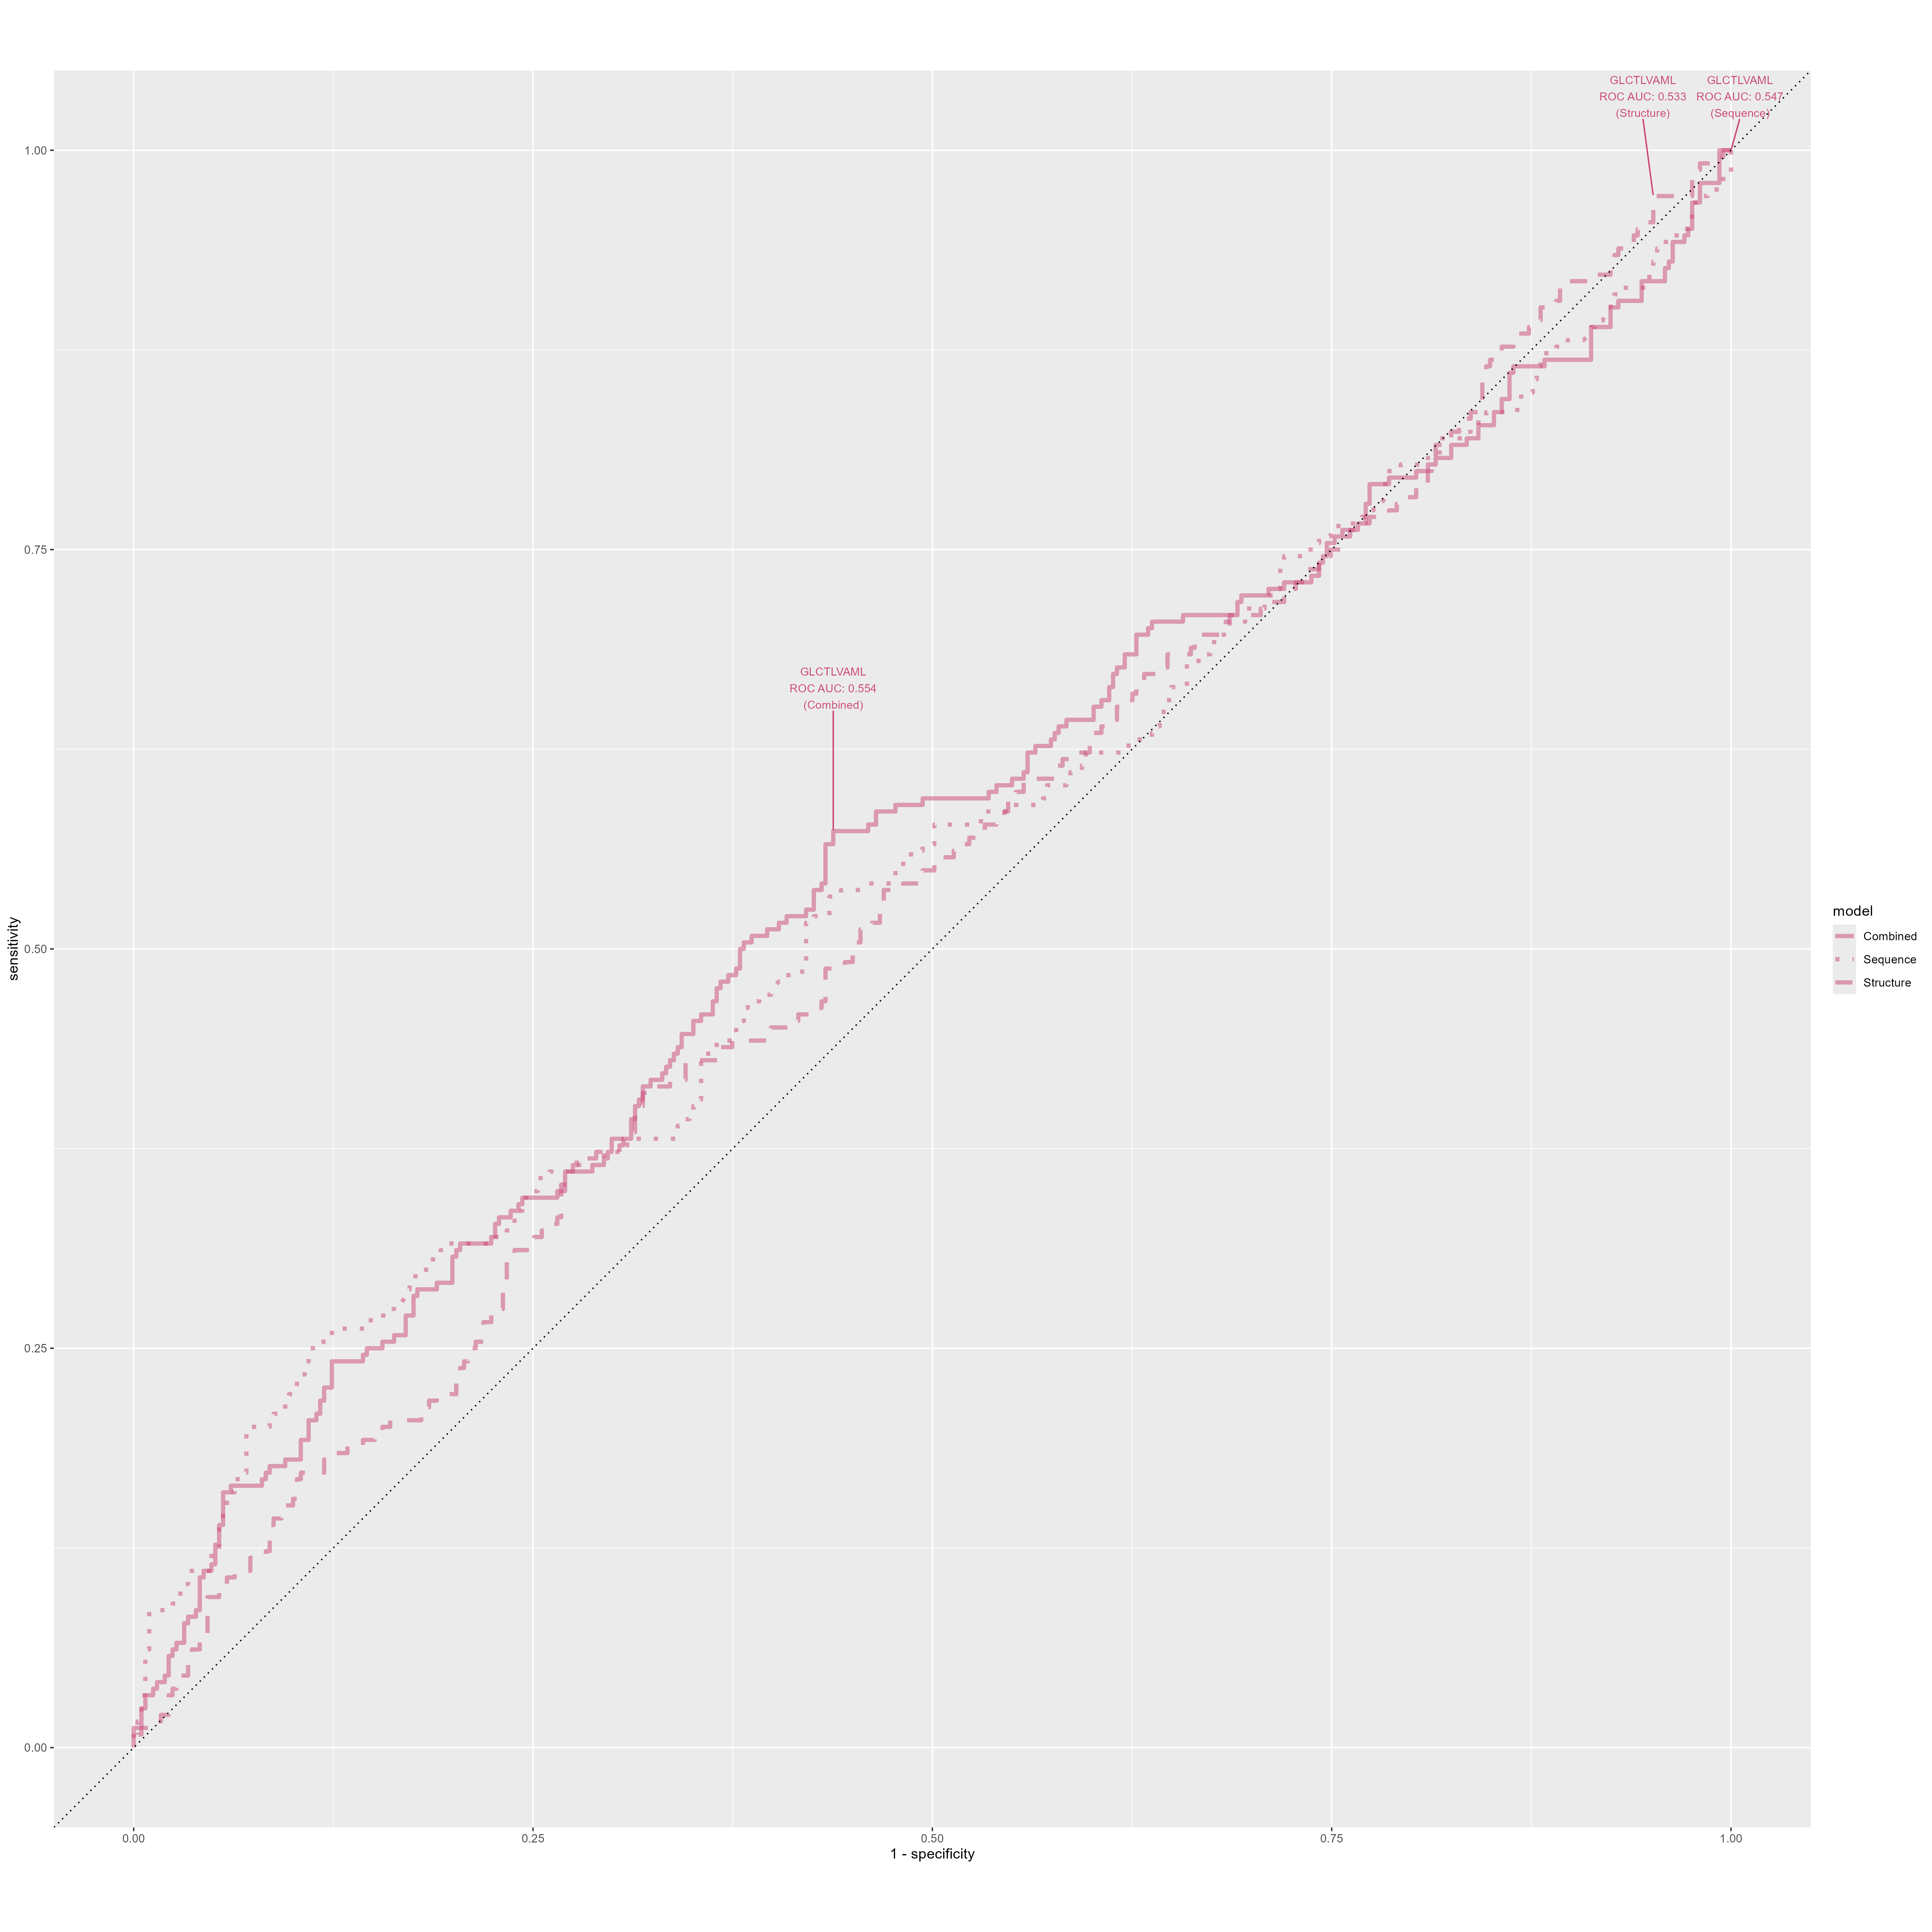 GLCTLVAML
ROC AUC: 0.533
(Structure)
GLCTLVAML
ROC AUC: 0.547
(Sequence)
GLCTLVAML
ROC AUC: 0.554
(Combined)
1.00
0.75
0.50
0.25
0.00
sensitivity
0.00
0.25
0.50
0.75
1.00
1 - specificity
model
Combined
Sequence
Structure